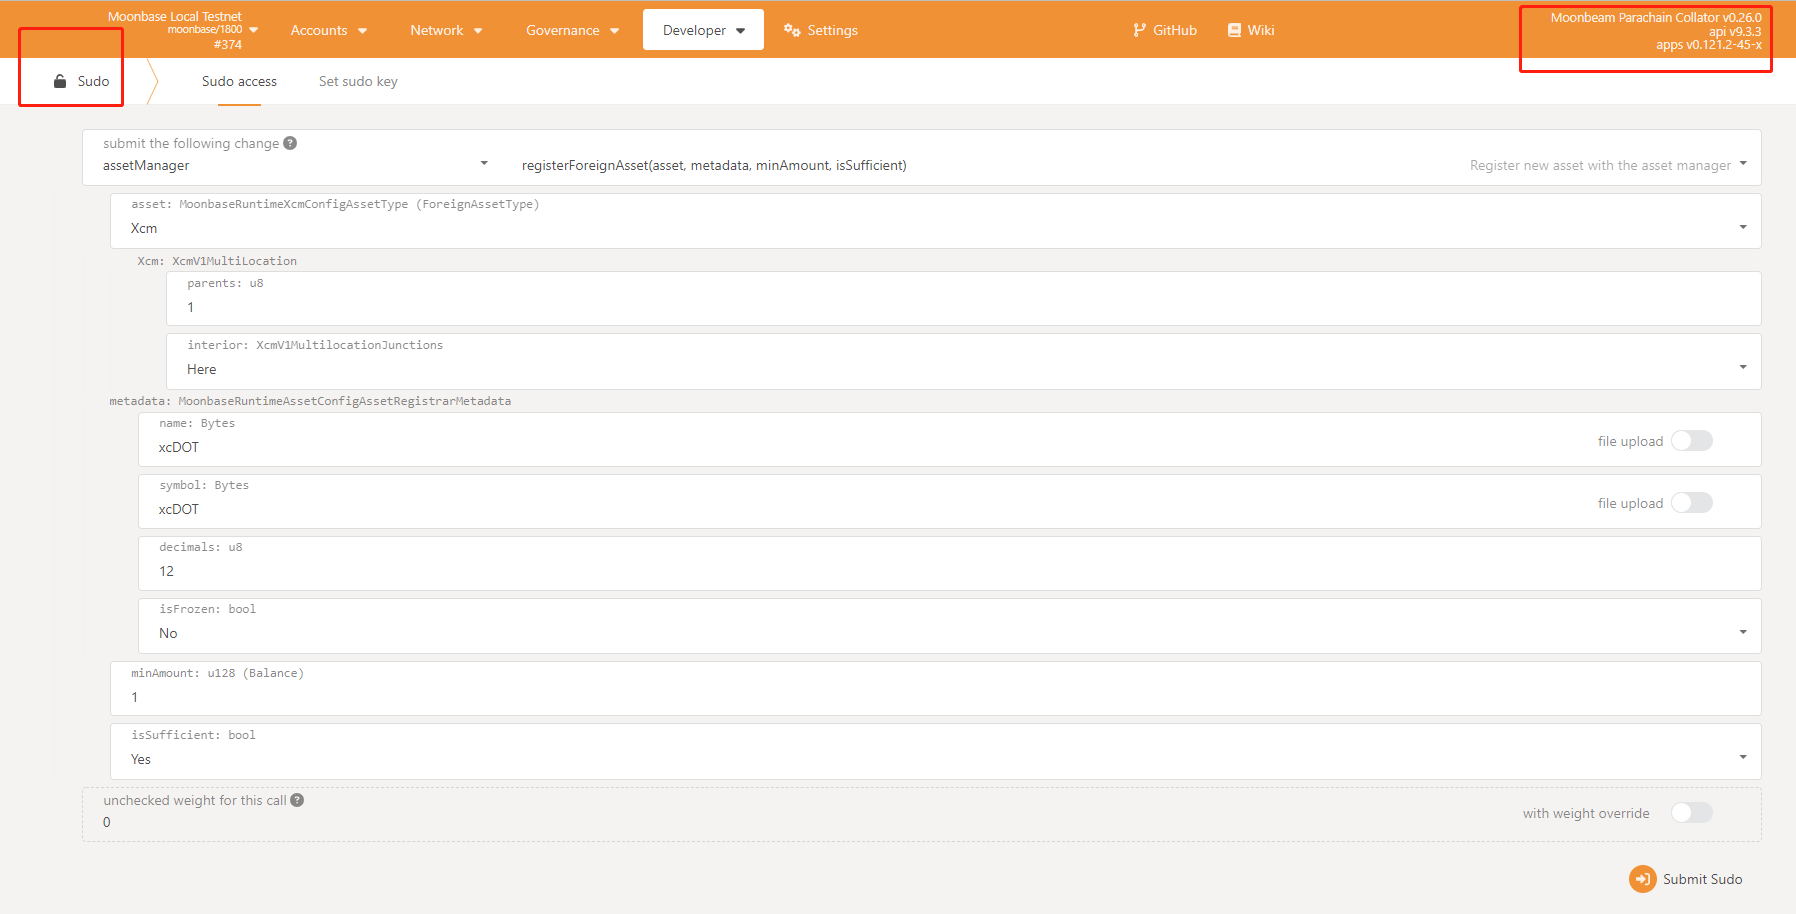 Moonbase Local Testnet
moonbase/1800
#374
Accounts
Network
Governance
Developer
Settings
GitHub
Wiki
Moonbeam Parachain Collator v0.26.0
api v9.3.3
apps v0.121.2-45-x
Sudo
Sudo access
Set sudo key
submit the following change ?
assetManager
registerForeignAsset(asset, metadata, minAmount, isSufficient)
Register new asset with the asset manager
asset: MoonbaseRuntimeXcmConfigAssetType (ForeignAssetType)
Xcm
Xcm: XcmV1MultiLocation
parents: u8
1
interior: XcmV1MultilocationJunctions
Here
metadata: MoonbaseRuntimeAssetConfigAssetRegistrarMetadata
name: Bytes
xcDOT
file upload
symbol: Bytes
xcDOT
file upload
decimals: u8
12
isFrozen: bool
No
minAmount: u128 (Balance)
1
isSufficient: bool
Yes
unchecked weight for this call ?
0
with weight override
Submit Sudo